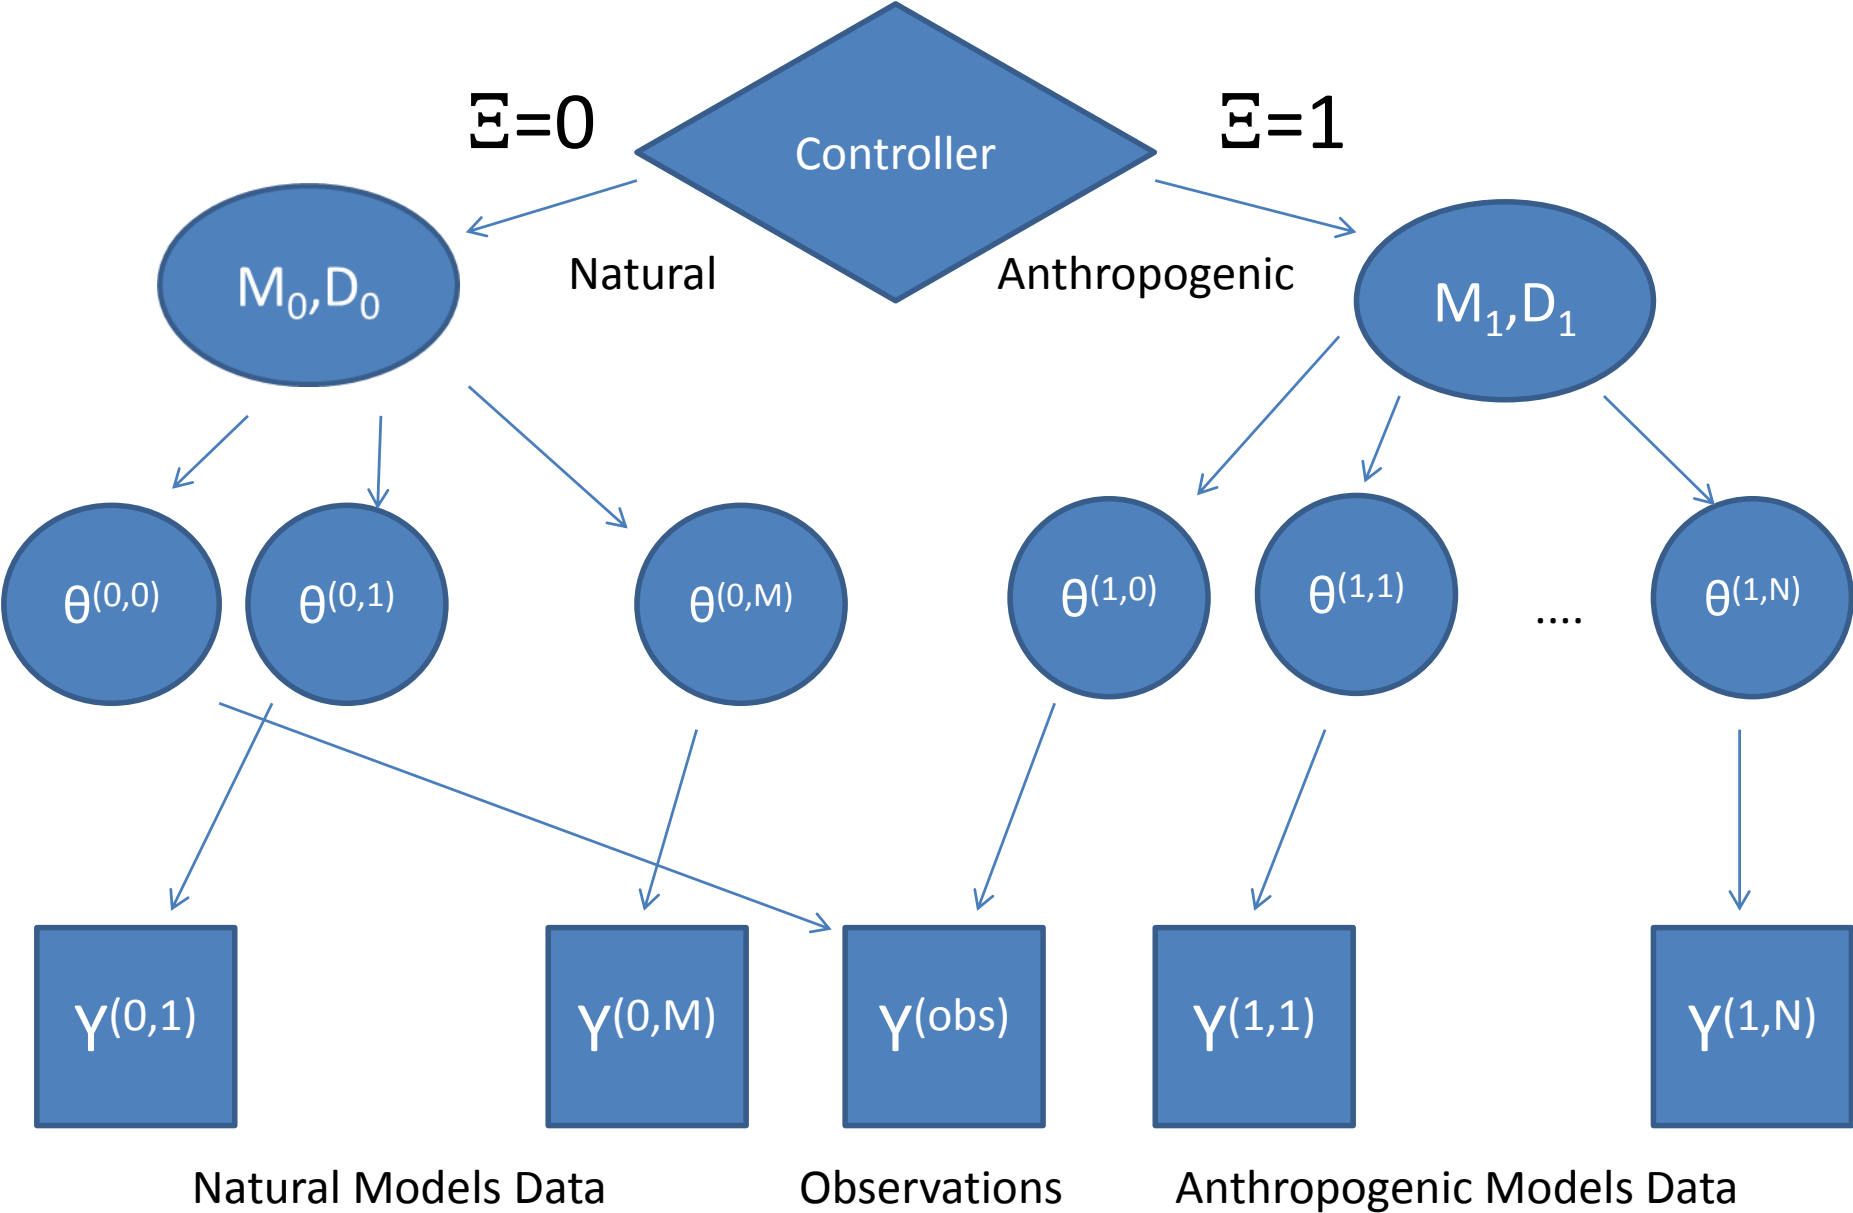 Ξ=0
Controller
Ξ=1
Natural
Anthropogenic
M₀,D₀
M₁,D₁
θ⁽⁰,⁰⁾
θ⁽⁰,¹⁾
θ^(0,M)
θ⁽¹,⁰⁾
θ⁽¹,¹⁾
....
θ^(1,N)
Y^(0,1)
Y^(0,M)
Y^(obs)
Y^(1,1)
Y^(1,N)
Natural Models Data
Observations
Anthropogenic Models Data